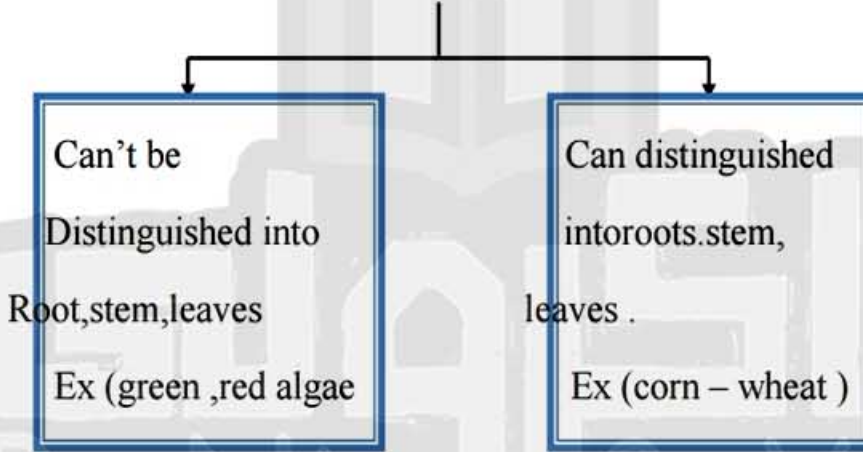 Can't be
Distinguished into
Root,stem,leaves
Ex (green ,red algae
Can distinguished
intoroots.stem,
leaves .
Ex (corn – wheat )